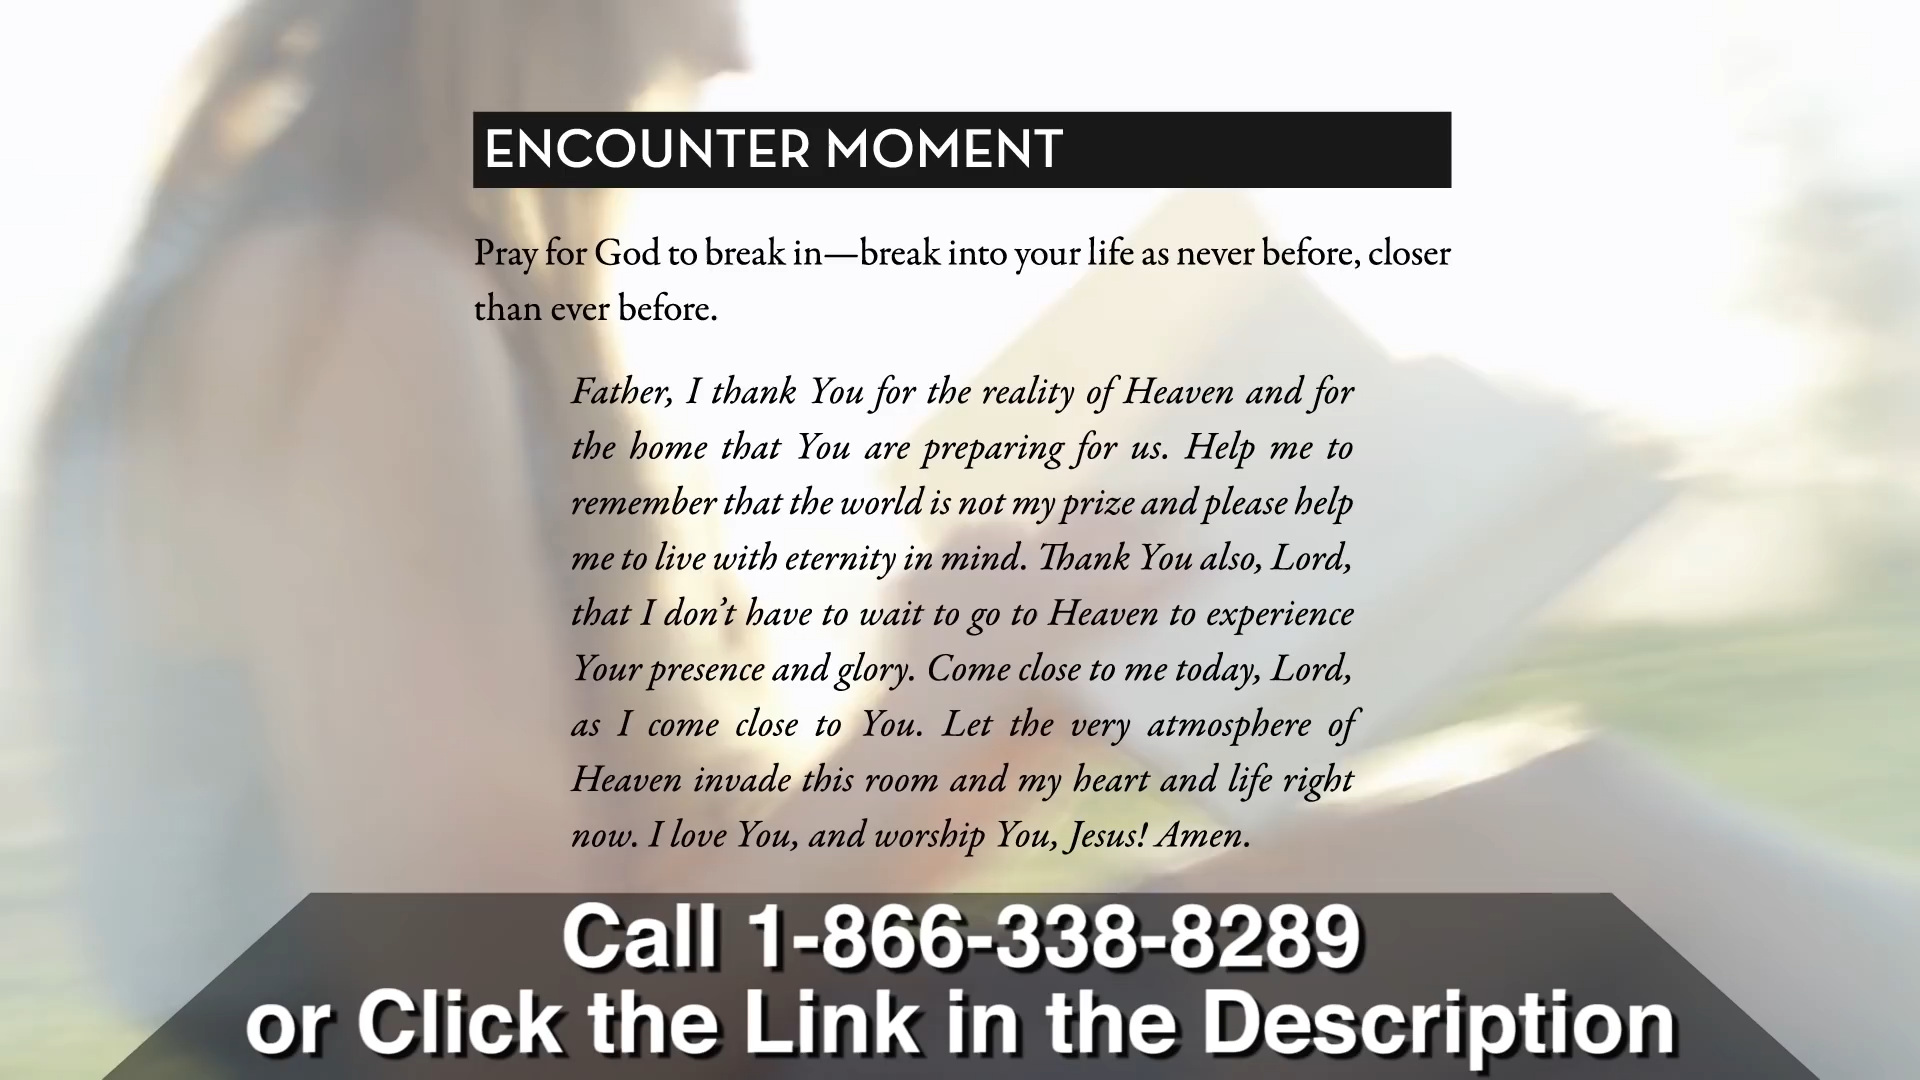 ENCOUNTER MOMENT
Pray for God to break in—break into your life as never before, closer
than ever before.
Father, I thank You for the reality of Heaven and for
the home that You are preparing for us. Help me to
remember that the world is not my prize and please help
me to live with eternity in mind. Thank You also, Lord,
that I don’t have to wait to go to Heaven to experience
Your presence and glory. Come close to me today, Lord,
as I come close to You. Let the very atmosphere of
Heaven invade this room and my heart and life right
now. I love You, and worship You, Jesus! Amen.
Call 1-866-338-8289
or Click the Link in the Description